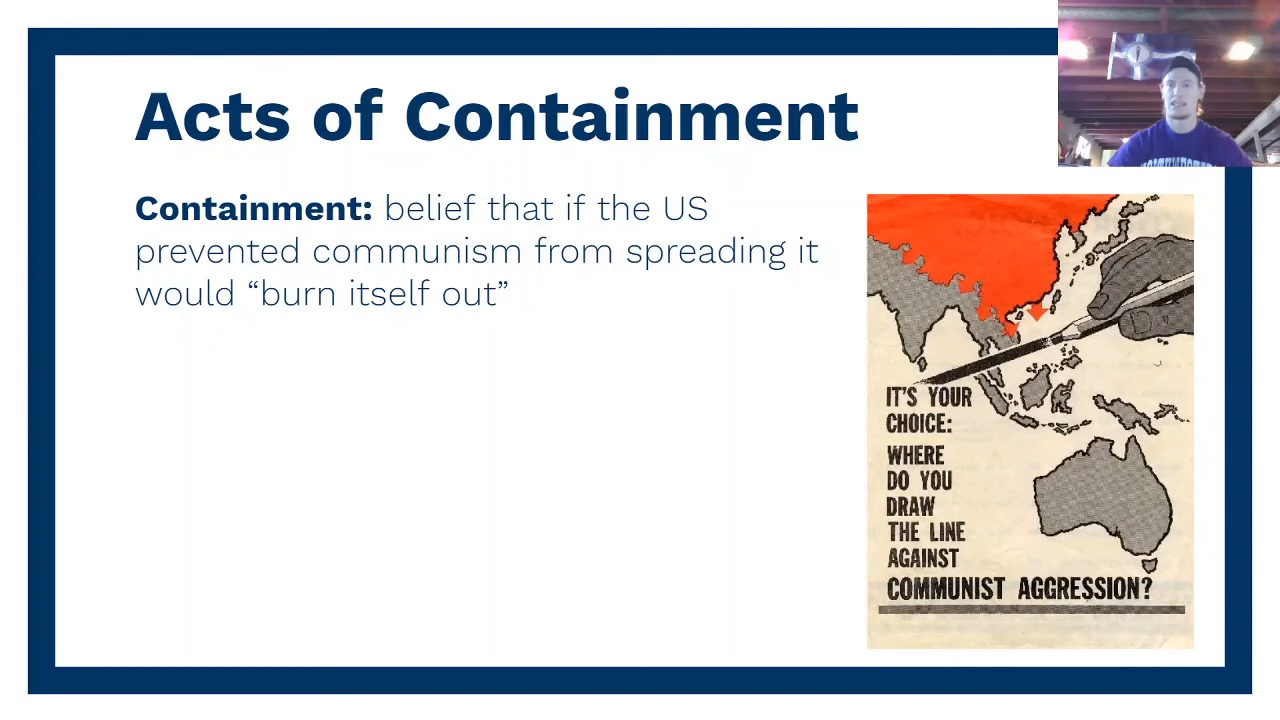 Acts of Containment
Containment: belief that if the US
prevented communism from spreading it
would “burn itself out”
IT'S YOUR
CHOICE:
WHERE
DO YOU
DRAW
THE LINE
AGAINST
COMMUNIST AGGRESSION?